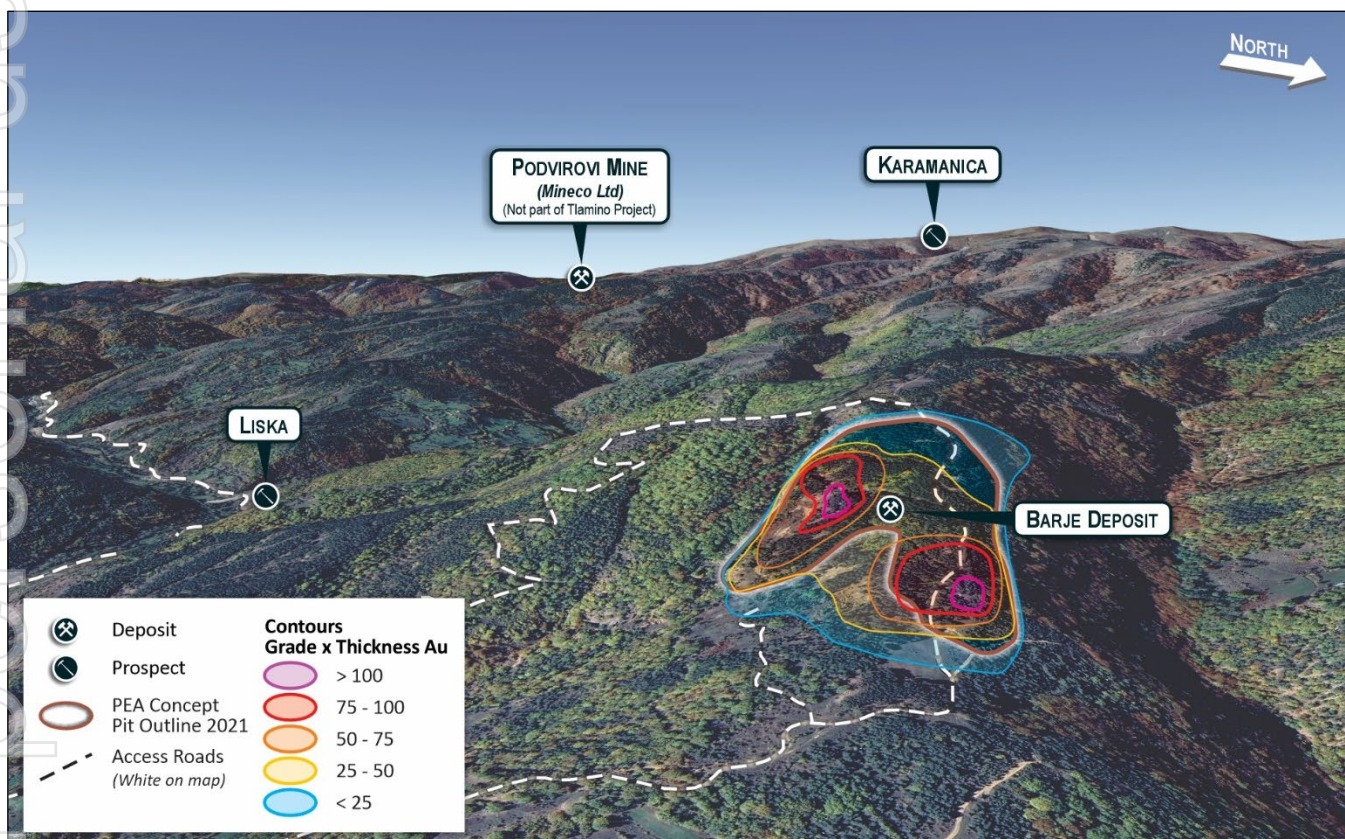 NORTH
PODVIROVI MINE
(Mineco Ltd)
(Not part of Tlamino Project)
KARAMANICA
LISKA
BARJE DEPOSIT
Deposit
Prospect
PEA Concept
Pit Outline 2021
Access Roads
(White on map)
Contours
Grade x Thickness Au
> 100
75 - 100
50 - 75
25 - 50
< 25